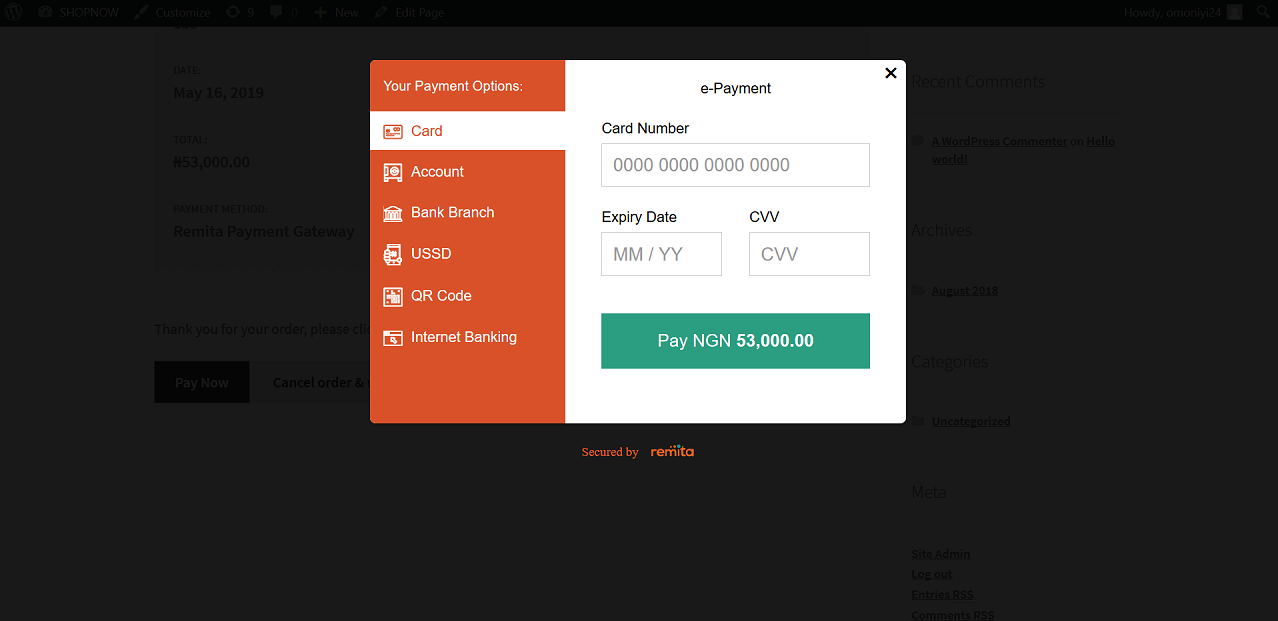 SHOPNOW Customize 9 0 New Edit Page Howdy, omoniyi24
DATE:
May 16, 2019
TOTAL:
₦53,000.00
PAYMENT METHOD:
Remita Payment Gateway
Thank you for your order, please
Pay Now Cancel order &
Your Payment Options:
Card
Account
Bank Branch
USSD
QR Code
Internet Banking
×
e-Payment
Card Number
0000 0000 0000 0000
Expiry Date CVV
MM / YY CVV
Pay NGN 53,000.00
Secured by remita
Recent Comments
A WordPress Commenter on Hello
world!
Archives
August 2018
Categories
Uncategorized
Meta
Site Admin
Log out
Entries RSS
Comments RSS